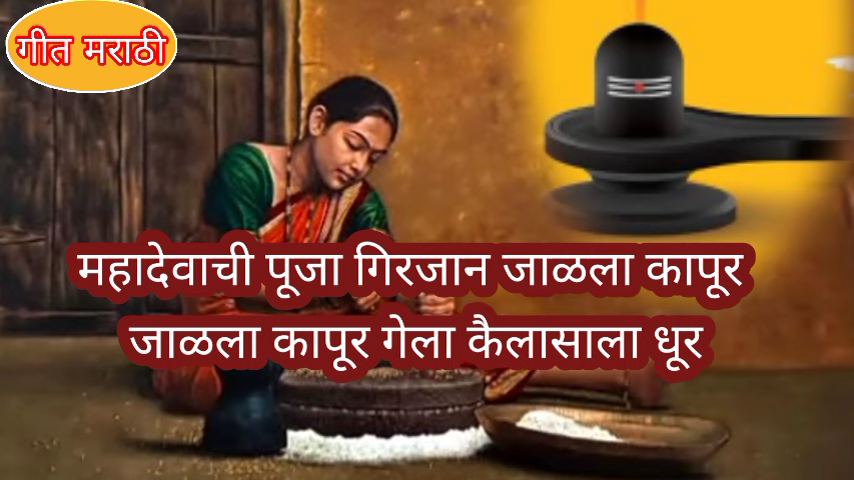 गीत मराठी
महादेवाची पूजा गिरजान जाळला कापूर
जाळला कापूर गेला कैलासाला धूर